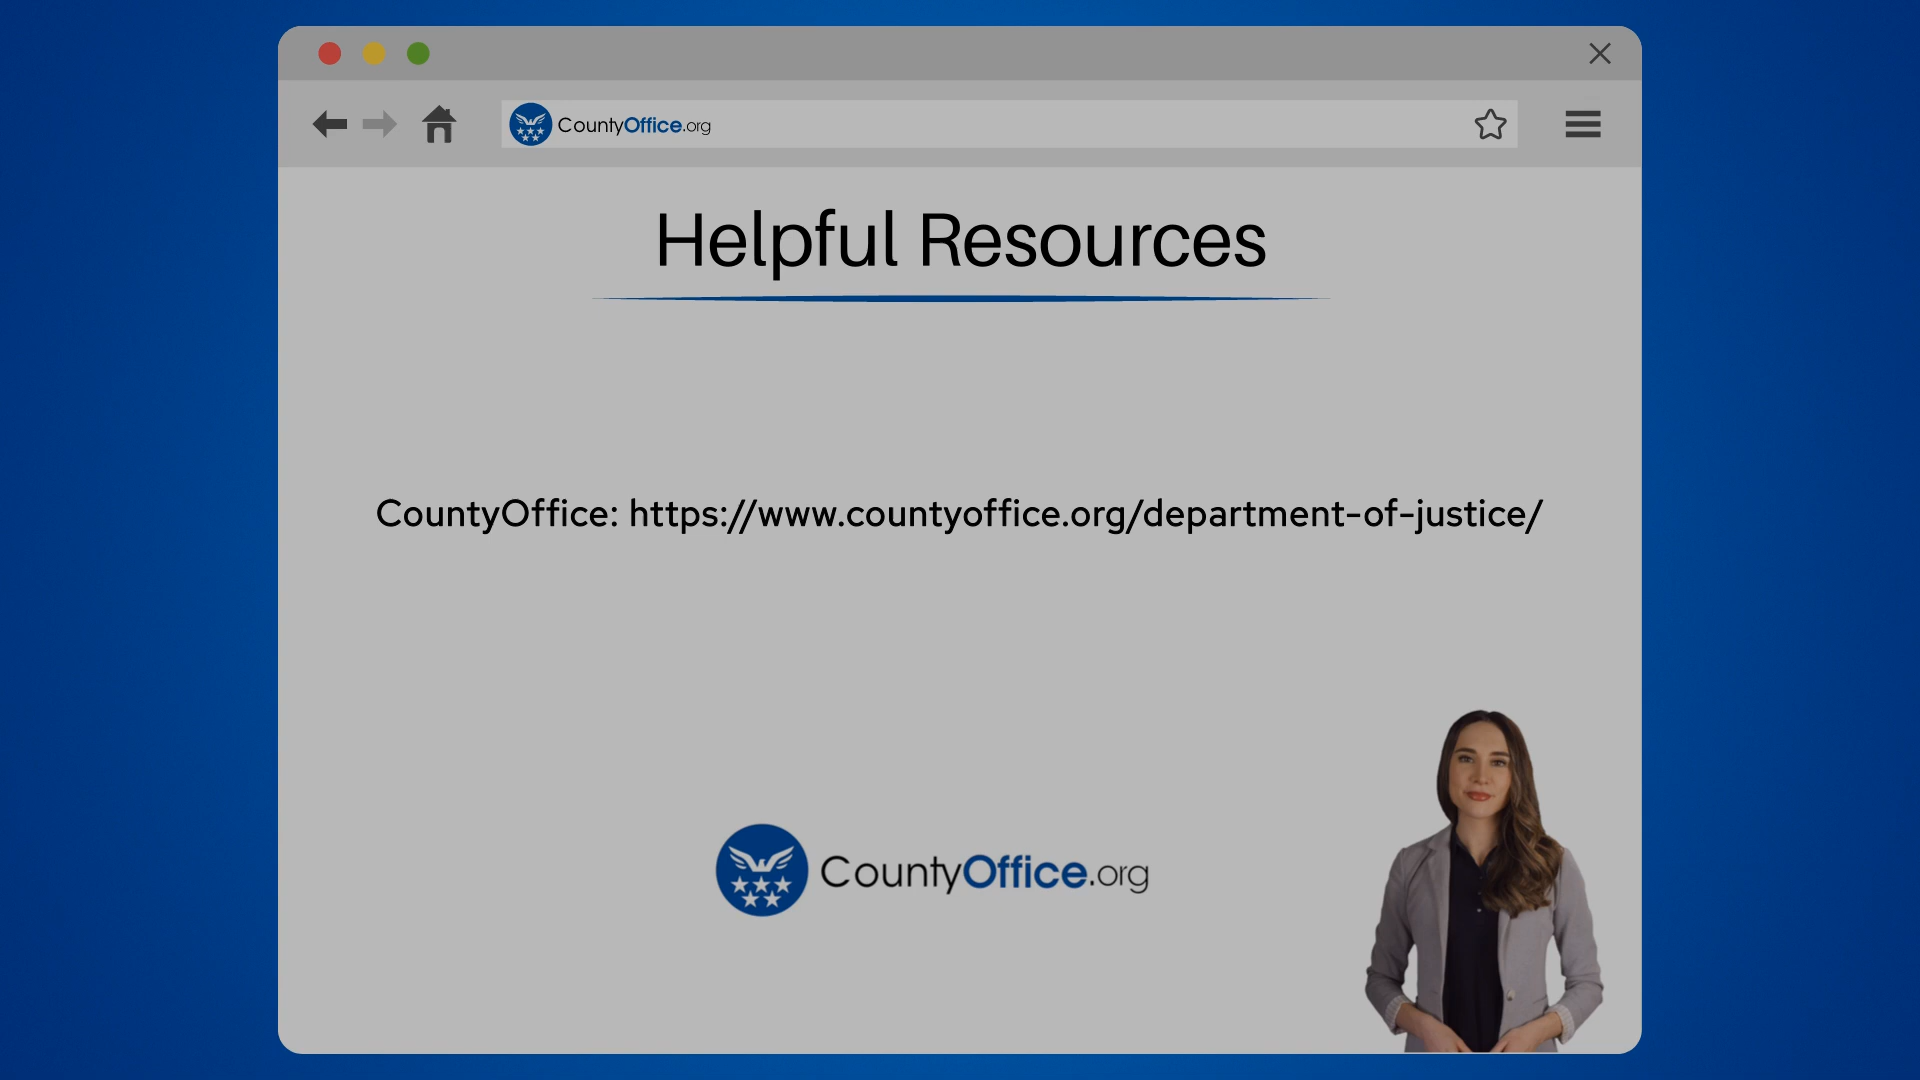 CountyOffice.org
Helpful Resources
CountyOffice: https://www.countyoffice.org/department-of-justice/
CountyOffice.org